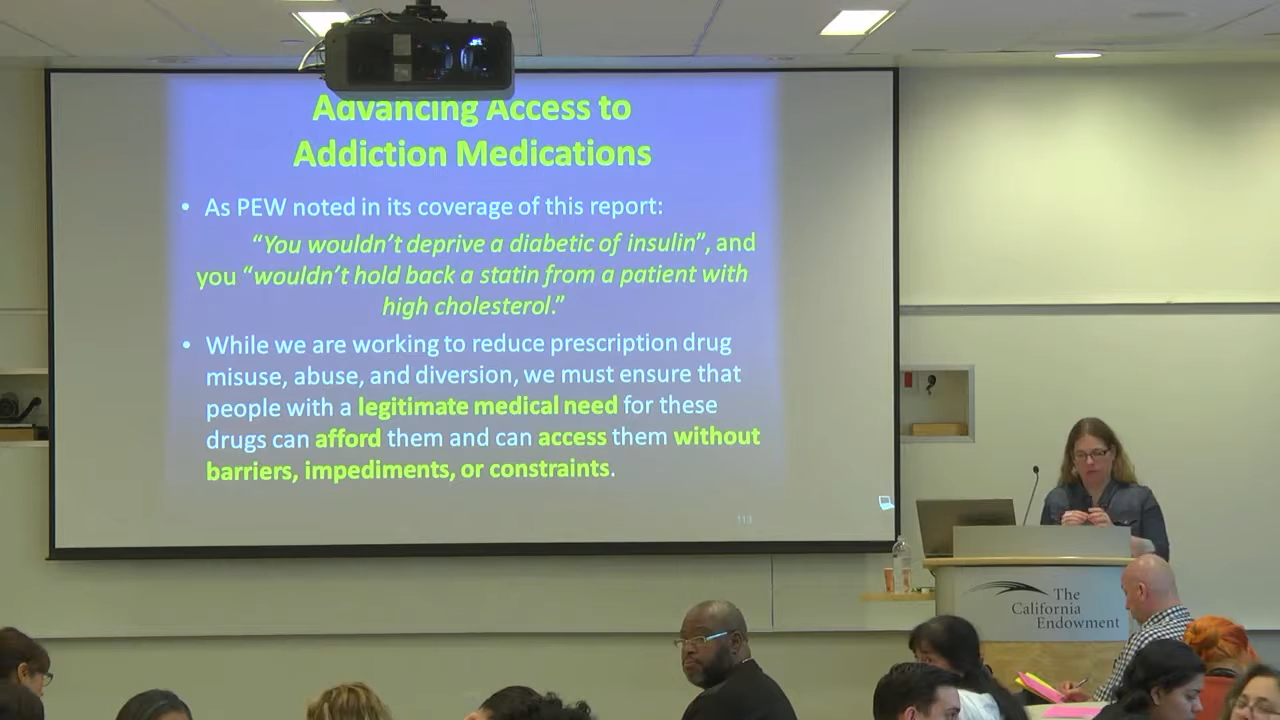 Advancing Access to
Addiction Medications
• As PEW noted in its coverage of this report:
“You wouldn’t deprive a diabetic of insulin”, and
you “wouldn’t hold back a statin from a patient with
high cholesterol.”
• While we are working to reduce prescription drug
misuse, abuse, and diversion, we must ensure that
people with a legitimate medical need for these
drugs can afford them and can access them without
barriers, impediments, or constraints.
113
The
California
Endowment